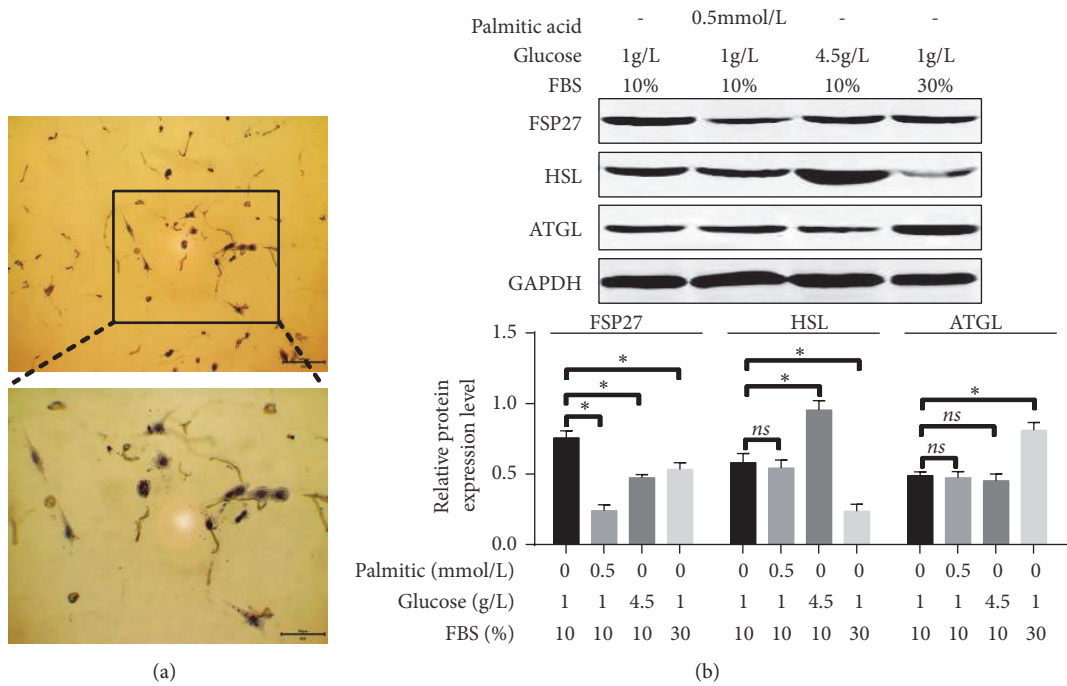 Palmitic acid - 0.5mmol/L - -
Glucose 1g/L 1g/L 4.5g/L 1g/L
FBS 10% 10% 10% 30%
FSP27
HSL
ATGL
GAPDH
FSP27 HSL ATGL
Relative protein
expression level
1.5
1.0
0.5
0.0
* * *
ns * *
ns ns *
Palmitic (mmol/L) 0 0.5 0 0 0 0.5 0 0 0 0.5 0 0
Glucose (g/L) 1 1 4.5 1 1 1 4.5 1 1 1 4.5 1
FBS (%) 10 10 10 30 10 10 10 30 10 10 10 30
(a) (b)